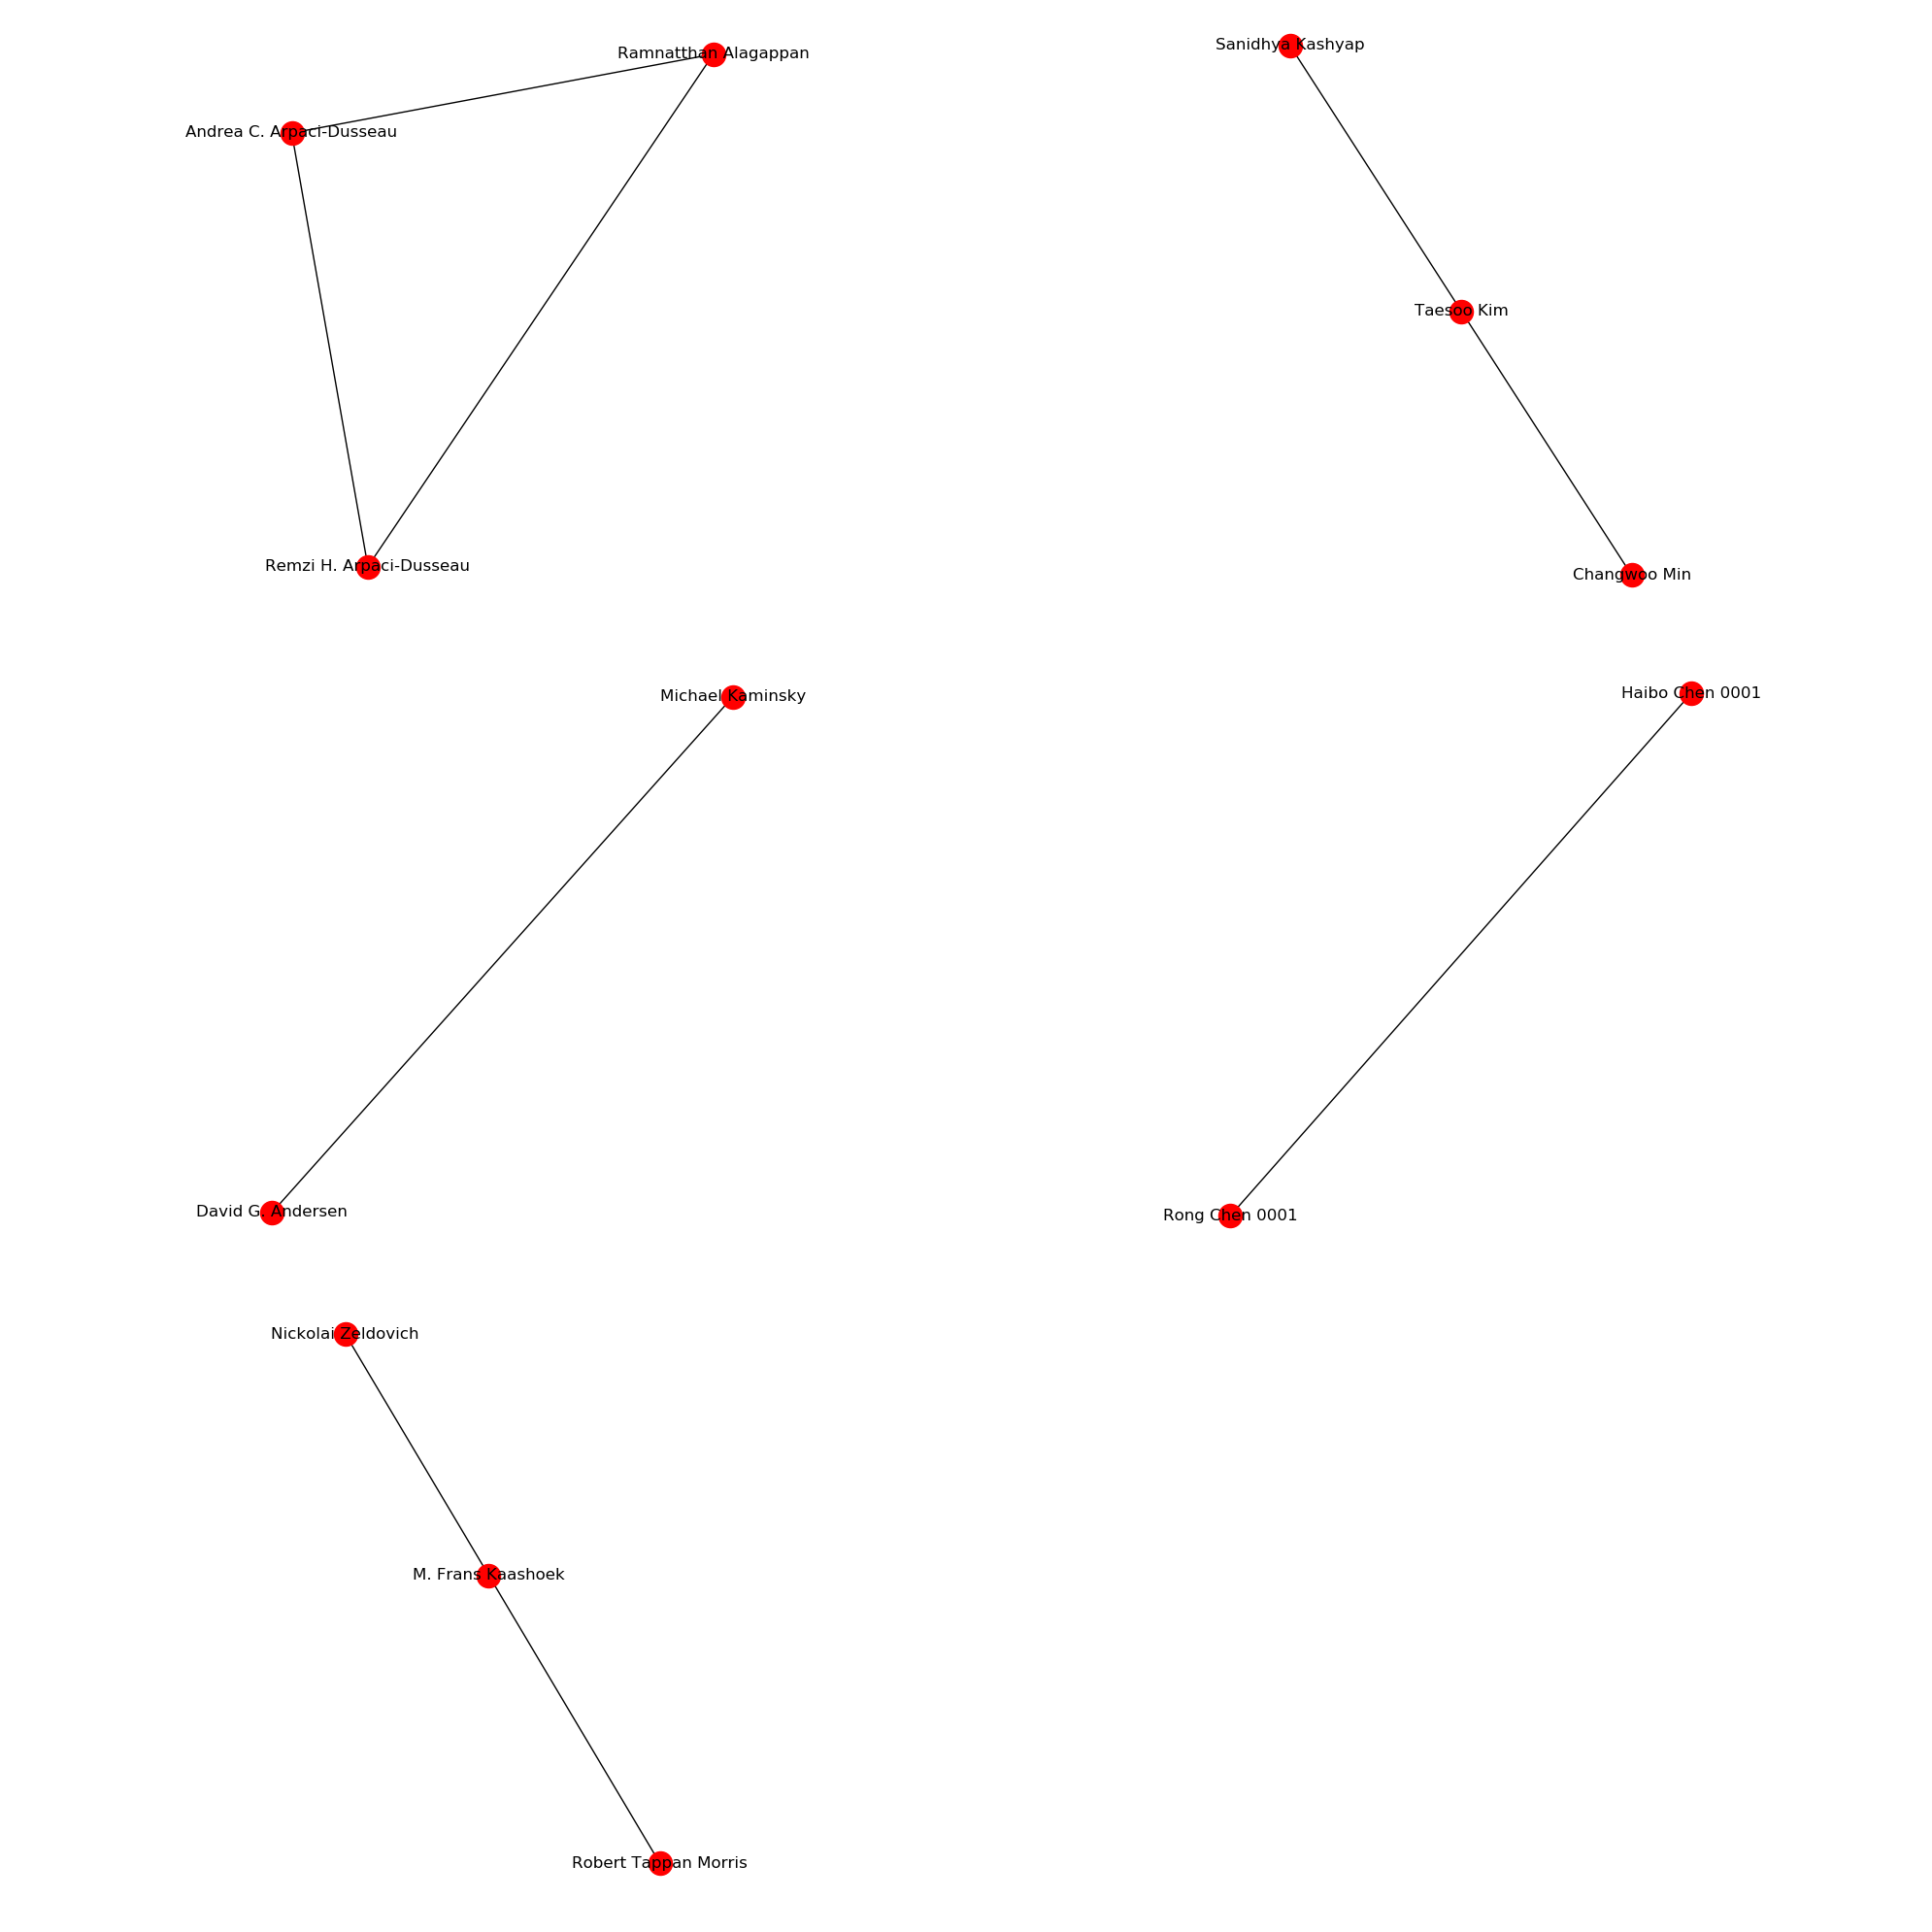 Ramnatthan Alagappan
Andrea C. Arpaci-Dusseau
Remzi H. Arpaci-Dusseau
Sanidhya Kashyap
Taesoo Kim
Changwoo Min
Michael Kaminsky
David G. Andersen
Haibo Chen 0001
Rong Chen 0001
Nickolai Zeldovich
M. Frans Kaashoek
Robert Tappan Morris